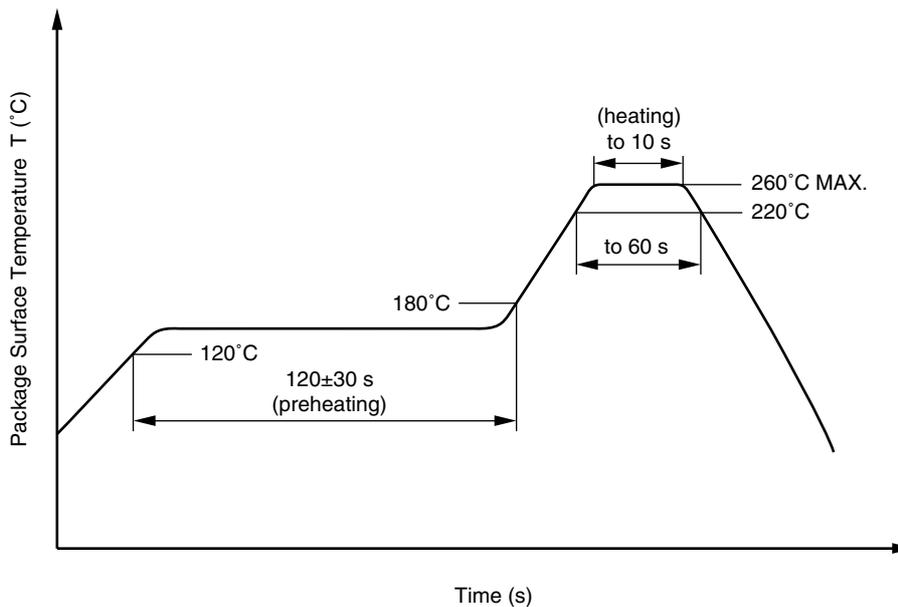 Package Surface Temperature T (˚C)
(heating)
to 10 s
260˚C MAX.
220˚C
to 60 s
180˚C
120˚C
120±30 s
(preheating)
Time (s)